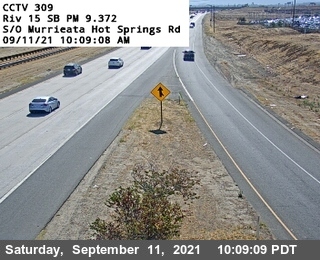 CCTV 309
Riv 15 SB PM 9.372
S/O Murrieata Hot Springs Rd
09/11/21 10:09:08 AM
Saturday, September 11, 2021 10:09:09 PDT